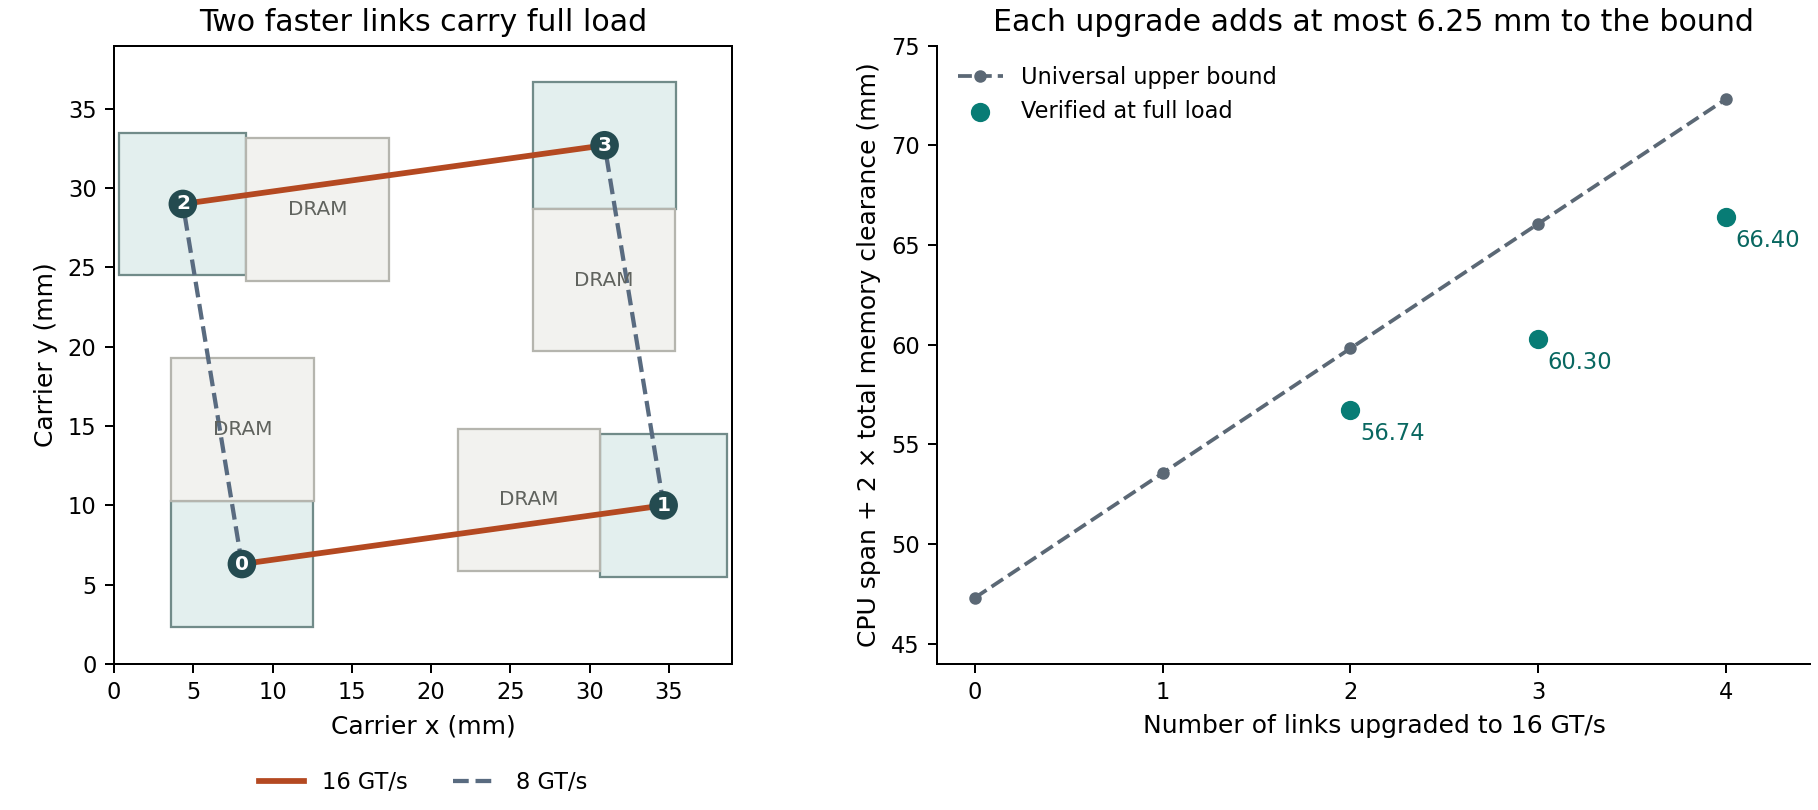 Two faster links carry full load
Carrier y (mm)
35
30
25
20
15
10
5
0
2
3
DRAM
DRAM
DRAM
DRAM
0
1
0 5 10 15 20 25 30 35
Carrier x (mm)
16 GT/s 8 GT/s
Each upgrade adds at most 6.25 mm to the bound
CPU span + 2 × total memory clearance (mm)
75
70
65
60
55
50
45
Universal upper bound
Verified at full load
66.40
60.30
56.74
0 1 2 3 4
Number of links upgraded to 16 GT/s